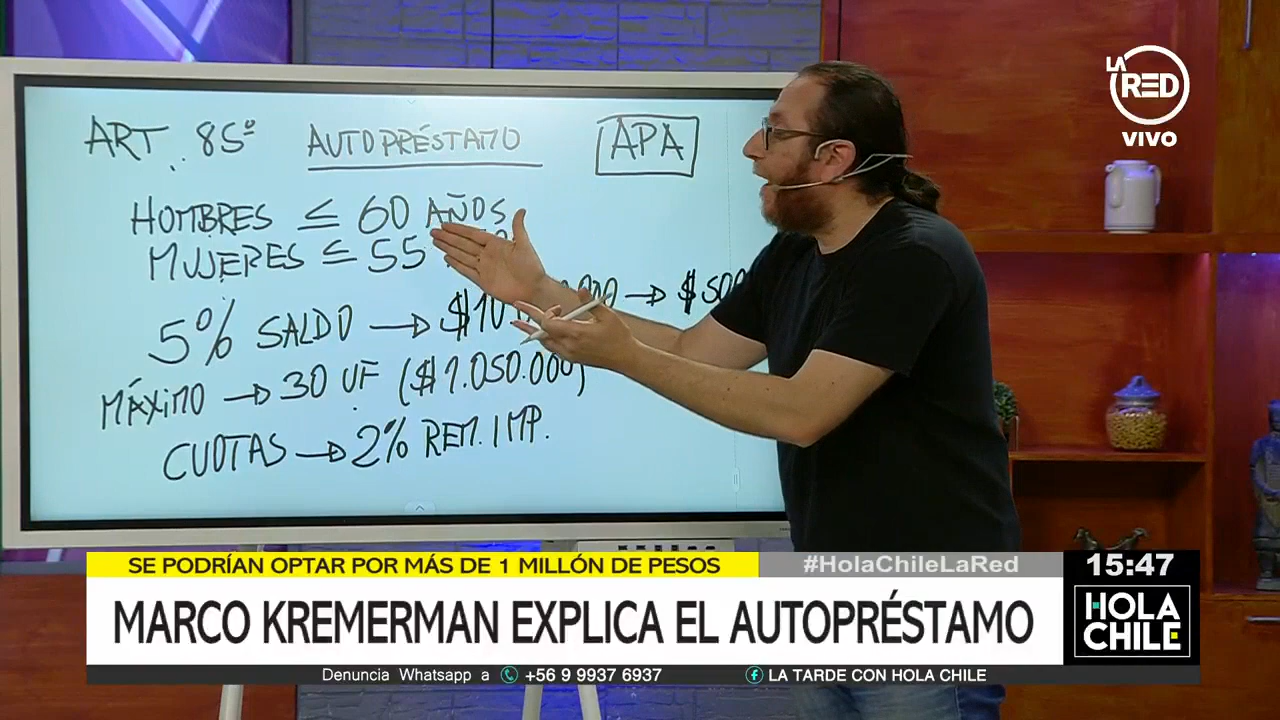 LA
RED
VIVO
ART. 85º AUTOPRÉSTAMO APA
HOMBRES ≤ 60 AÑOS
MUJERES ≤ 55
5% SALDO → $10 000 → $500
MÁXIMO → 30 UF ($1.050.000)
CUOTAS → 2% REM. IMP.
SE PODRÍAN OPTAR POR MÁS DE 1 MILLÓN DE PESOS
#HolaChileLaRed
15:47
MARCO KREMERMAN EXPLICA EL AUTOPRÉSTAMO
HOLA
CHILE
Denuncia Whatsapp a +56 9 9937 6937
LA TARDE CON HOLA CHILE